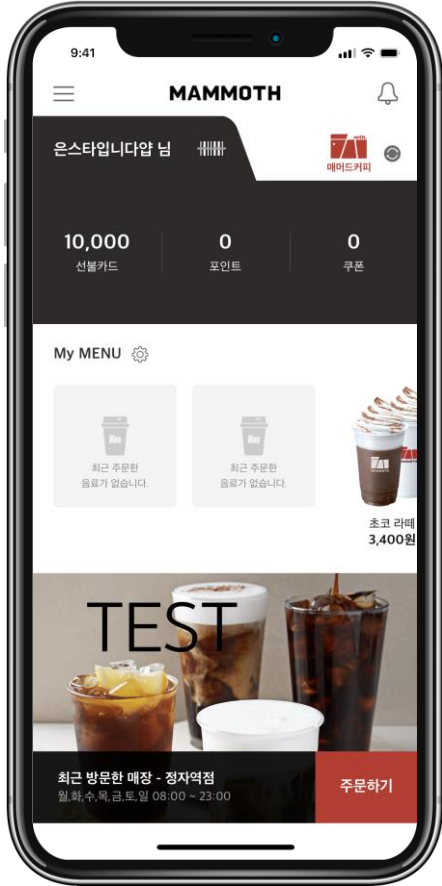 9:41
MAMMOTH
은스타입니다얍 님
매머드커피
10,000
0
0
선불카드
포인트
쿠폰
My MENU
최근 주문한
음료가 없습니다.
최근 주문한
음료가 없습니다.
초코 라떼
3,400원
TEST
최근 방문한 매장 - 정자역점
월,화,수,목,금,토,일 08:00 ~ 23:00
주문하기